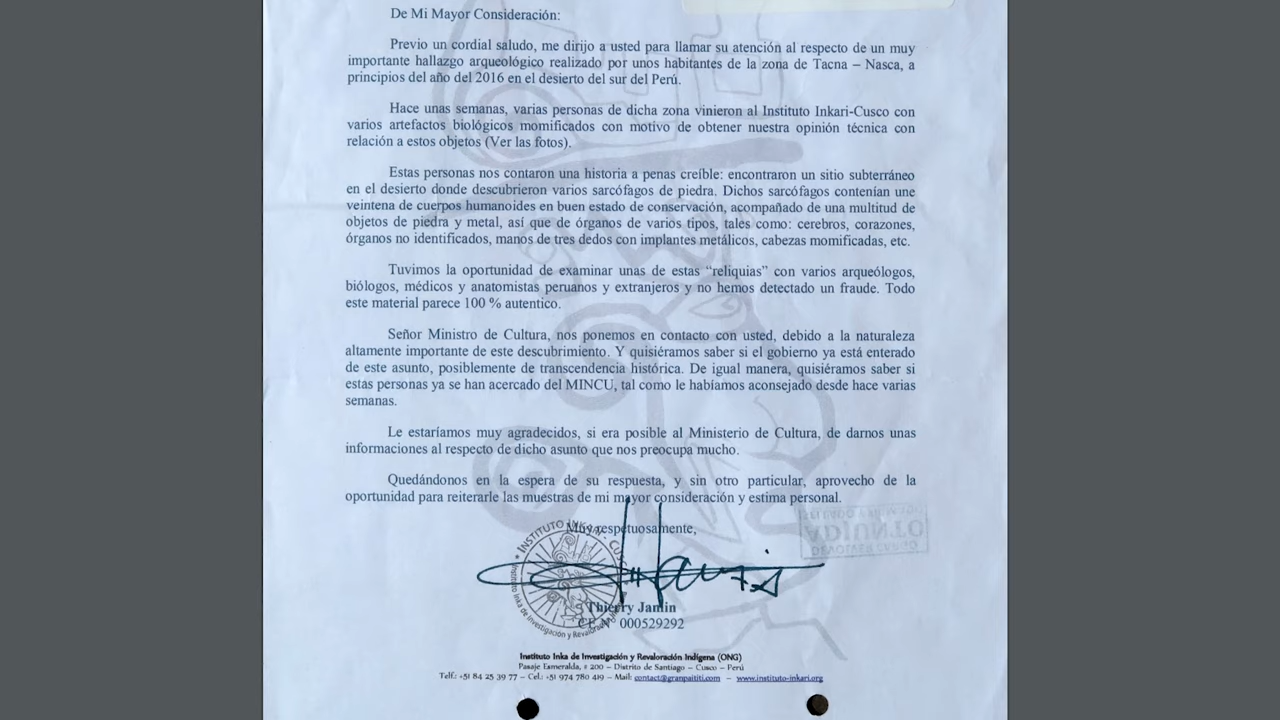 De Mi Mayor Consideración:
Previo un cordial saludo, me dirijo a usted para llamar su atención al respecto de un muy
importante hallazgo arqueológico realizado por unos habitantes de la zona de Tacna – Nasca, a
principios del año del 2016 en el desierto del sur del Perú.
Hace unas semanas, varias personas de dicha zona vinieron al Instituto Inkari-Cusco con
varios artefactos biológicos momificados con motivo de obtener nuestra opinión técnica con
relación a estos objetos (Ver las fotos).
Estas personas nos contaron una historia a penas creíble: encontraron un sitio subterráneo
en el desierto donde descubrieron varios sarcófagos de piedra. Dichos sarcófagos contenían une
veintena de cuerpos humanoides en buen estado de conservación, acompañado de una multitud de
objetos de piedra y metal, así que de órganos de varios tipos, tales como: cerebros, corazones,
órganos no identificados, manos de tres dedos con implantes metálicos, cabezas momificadas, etc.
Tuvimos la oportunidad de examinar unas de estas “reliquias” con varios arqueólogos,
biólogos, médicos y anatomistas peruanos y extranjeros y no hemos detectado un fraude. Todo
este material parece 100 % autentico.
Señor Ministro de Cultura, nos ponemos en contacto con usted, debido a la naturaleza
altamente importante de este descubrimiento. Y quisiéramos saber si el gobierno ya está enterado
de este asunto, posiblemente de transcendencia histórica. De igual manera, quisiéramos saber si
estas personas ya se han acercado del MINCU, tal como le habíamos aconsejado desde hace varias
semanas.
Le estaríamos muy agradecidos, si era posible al Ministerio de Cultura, de darnos unas
informaciones al respecto de dicho asunto que nos preocupa mucho.
Quedándonos en la espera de su respuesta, y sin otro particular, aprovecho de la
oportunidad para reiterarle las muestras de mi mayor consideración y estima personal.
Muy respetuosamente,
INSTITUTO
Instituto Inka de Investigación y
Thierry Jamin
CE N° 000529292
Instituto Inka de Investigación y Revaloración Indígena (ONG)
Pasaje Esmeralda, # 200 – Distrito de Santiago – Cusco – Perú
Telf.: +51 84 25 39 77 – Cel.: +51 974 780 419 – Mail: contact@granpaititi.com – www.instituto-inkari.org